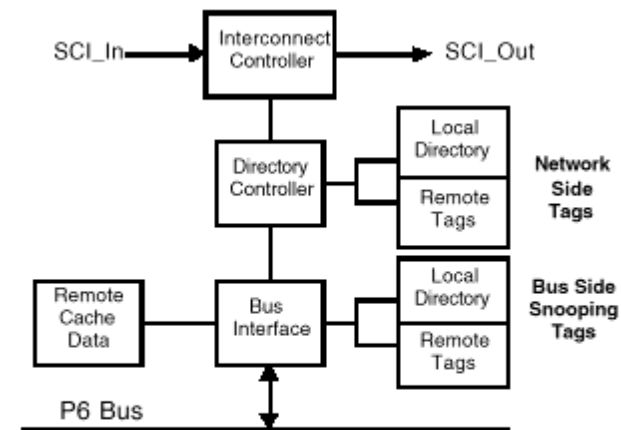 SCI_In
Interconnect
Controller
SCI_Out
Directory
Controller
Local
Directory
Remote
Tags
Network
Side
Tags
Remote
Cache
Data
Bus
Interface
Local
Directory
Remote
Tags
Bus Side
Snooping
Tags
P6 Bus